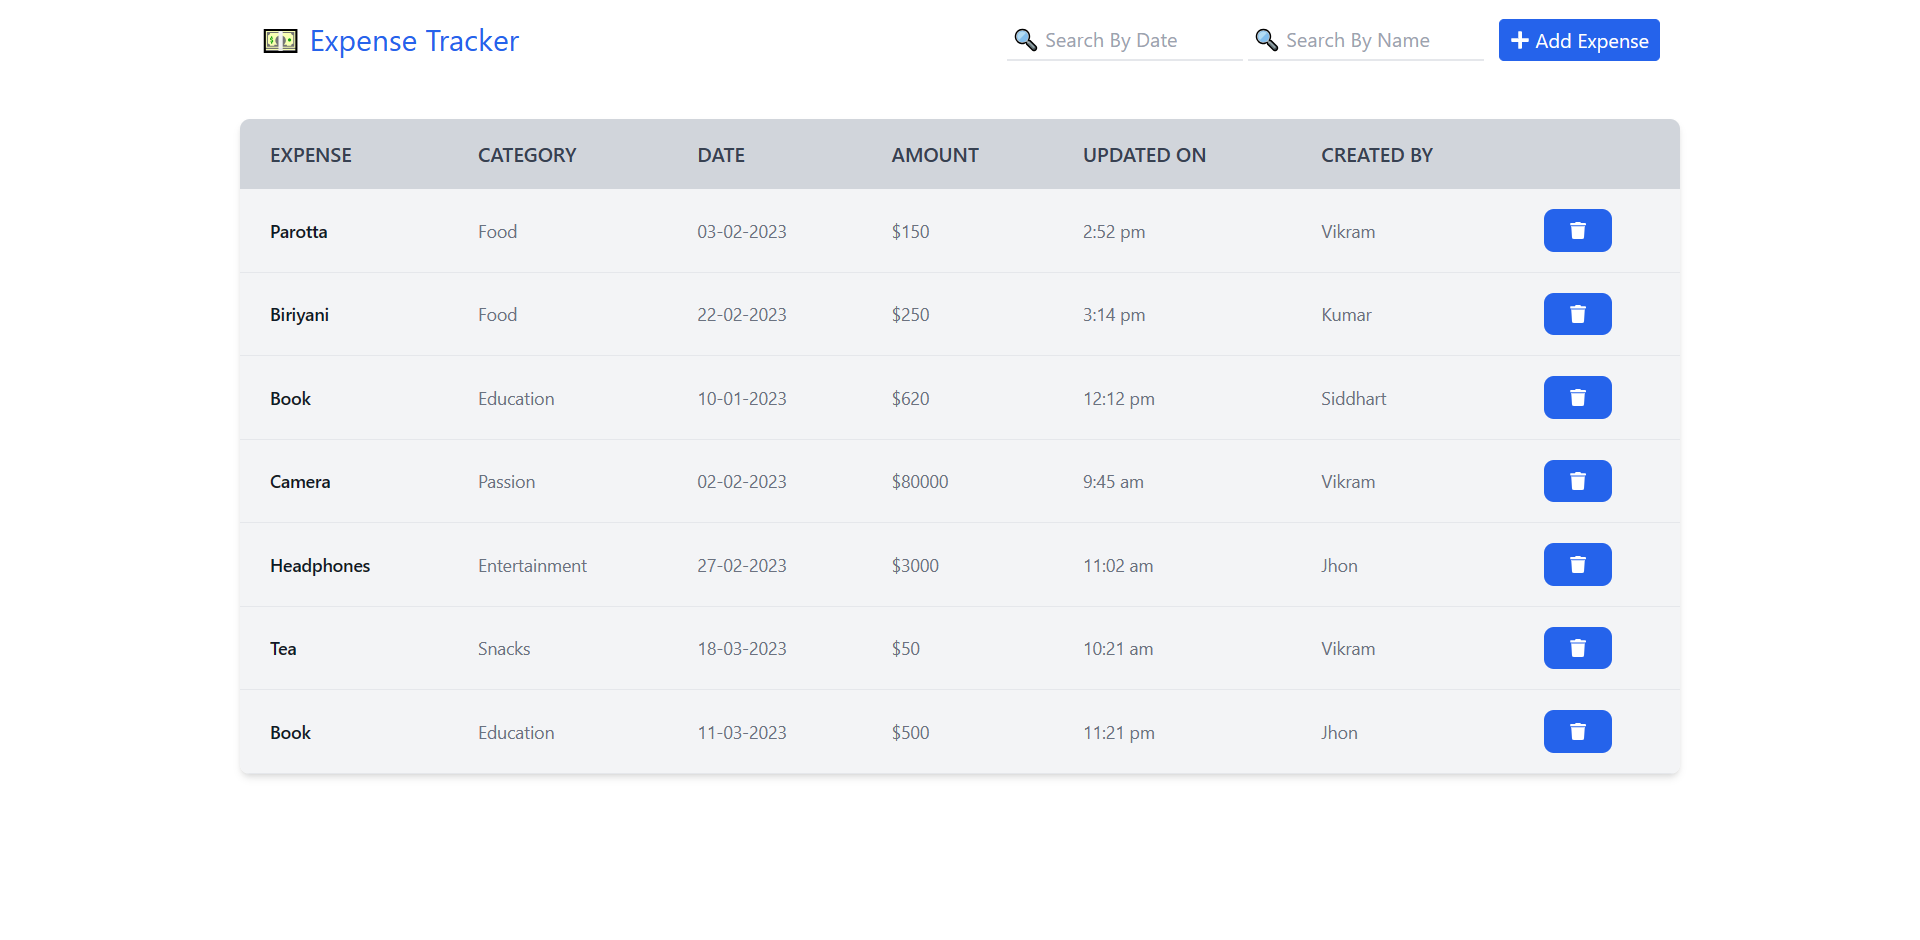 Expense Tracker Search By Date Search By Name Add Expense
EXPENSE CATEGORY DATE AMOUNT UPDATED ON CREATED BY
Parotta Food 03-02-2023 $150 2:52 pm Vikram
Biriyani Food 22-02-2023 $250 3:14 pm Kumar
Book Education 10-01-2023 $620 12:12 pm Siddhart
Camera Passion 02-02-2023 $80000 9:45 am Vikram
Headphones Entertainment 27-02-2023 $3000 11:02 am Jhon
Tea Snacks 18-03-2023 $50 10:21 am Vikram
Book Education 11-03-2023 $500 11:21 pm Jhon